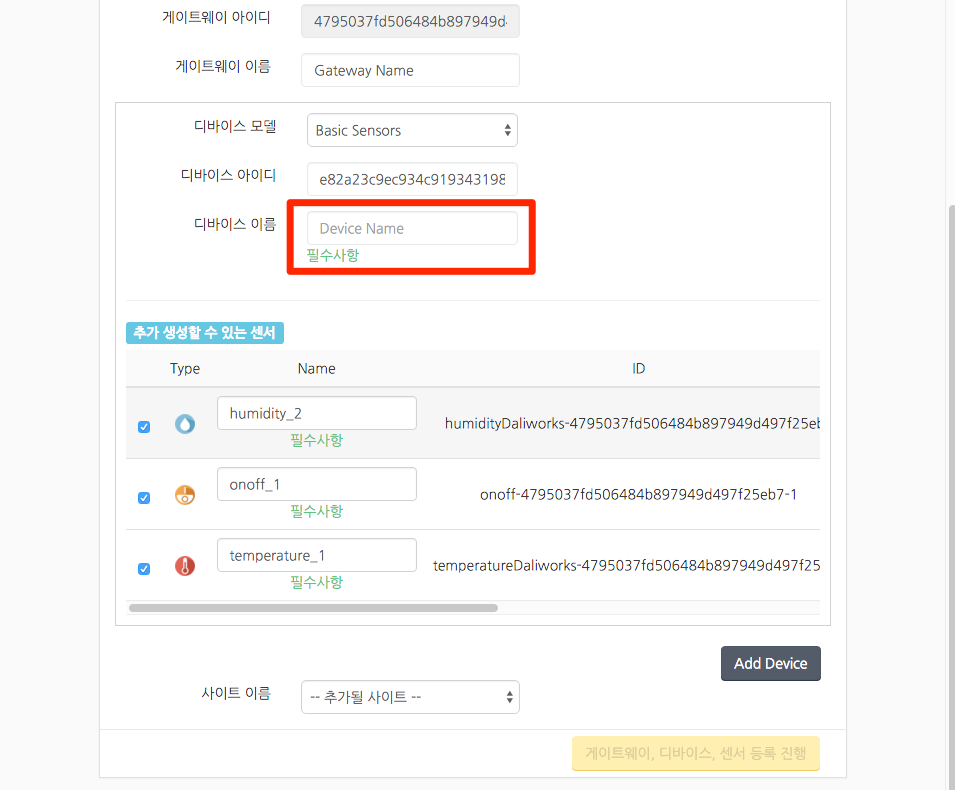 게이트웨이 아이디 4795037fd506484b897949d
게이트웨이 이름 Gateway Name
디바이스 모델 Basic Sensors
디바이스 아이디 e82a23c9ec934c919343198
디바이스 이름 Device Name
필수사항
추가 생성할 수 있는 센서
Type Name ID
humidity_2 humidityDaliworks-4795037fd506484b897949d497f25eb
필수사항
onoff_1 onoff-4795037fd506484b897949d497f25eb7-1
필수사항
temperature_1 temperatureDaliworks-4795037fd506484b897949d497f25
필수사항
Add Device
사이트 이름 -- 추가될 사이트 --
게이트웨이, 디바이스, 센서 등록 진행